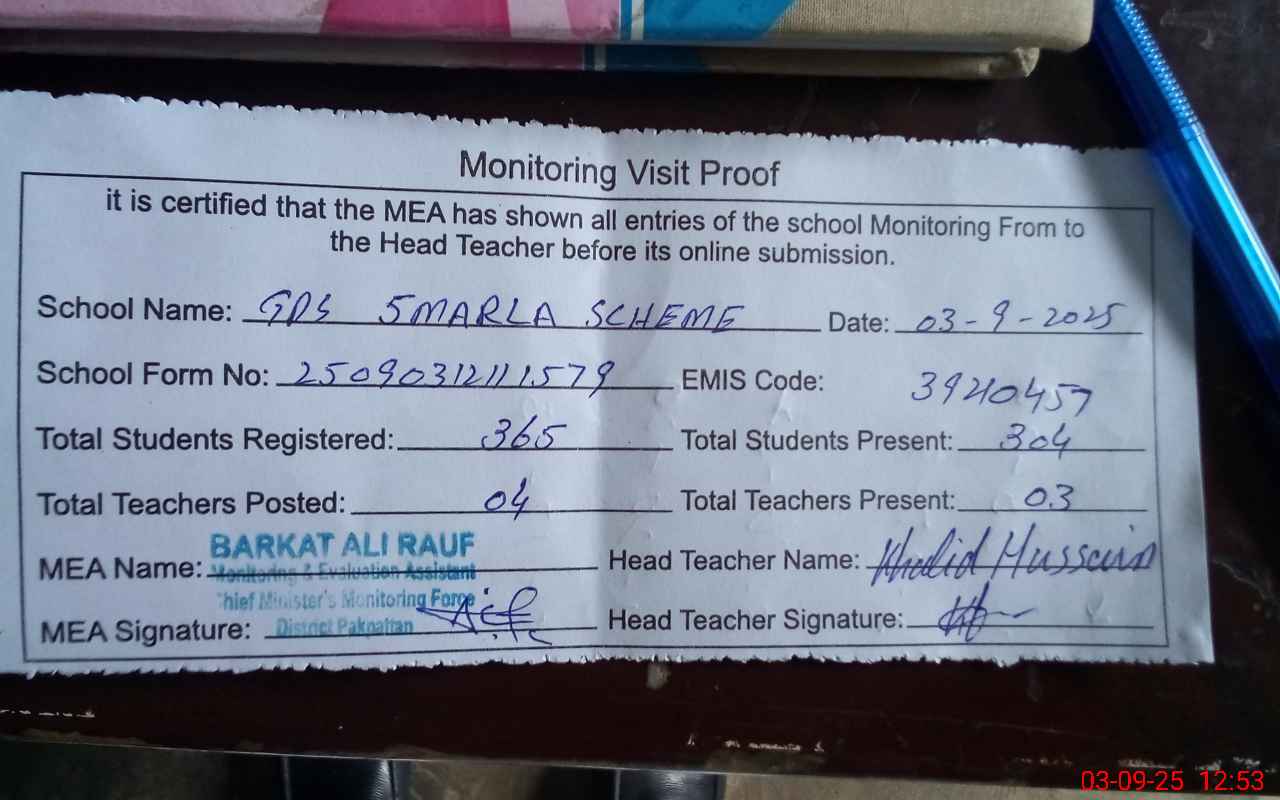 Monitoring Visit Proof
it is certified that the MEA has shown all entries of the school Monitoring From to
the Head Teacher before its online submission.
School Name: GPS 5 MARLA SCHEME Date: 03-9-2025
School Form No: 25090312111579 EMIS Code: 39210457
Total Students Registered: 365 Total Students Present: 304
Total Teachers Posted: 04 Total Teachers Present: 03
BARKAT ALI RAUF
MEA Name: Monitoring & Evaluation Assistant Head Teacher Name: Khalid Hussain
Chief Minister's Monitoring Force
MEA Signature: District Pakpattan Head Teacher Signature:
03-09-25 12:53